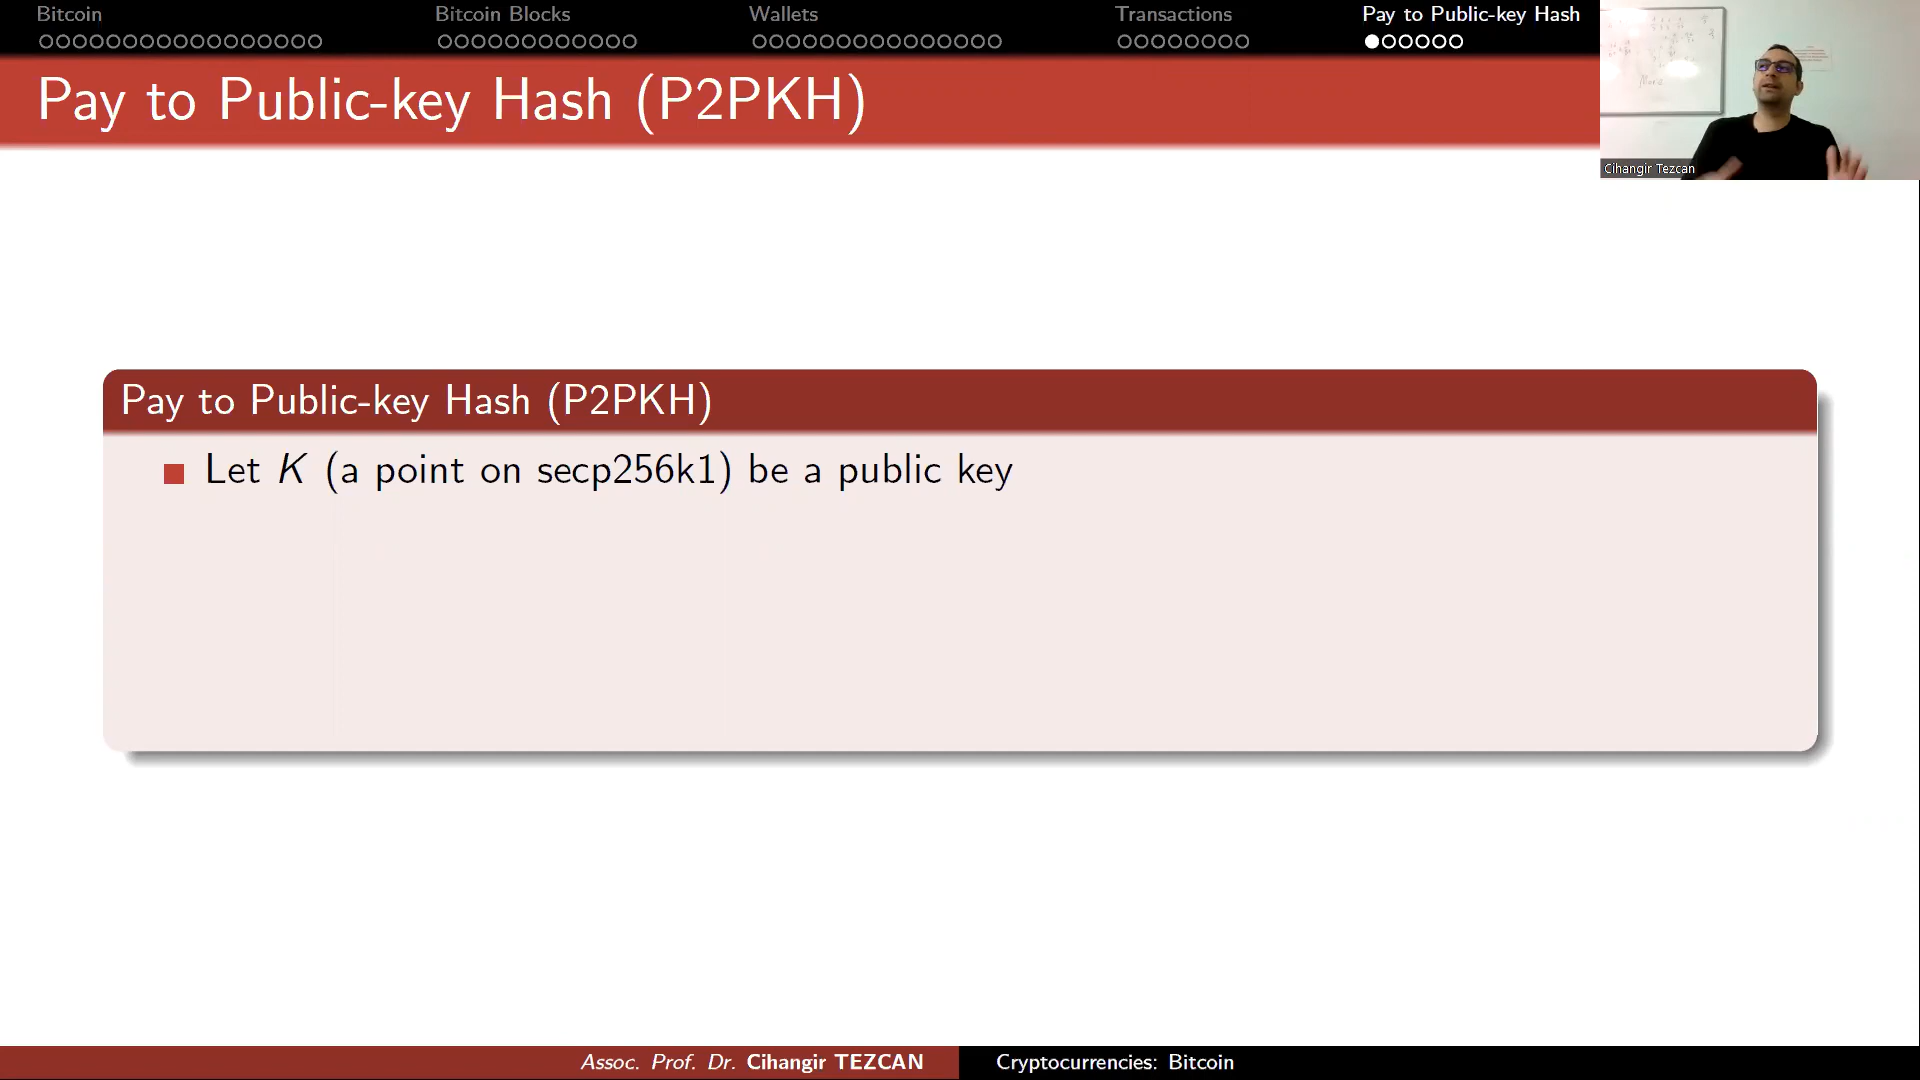 Bitcoin
Bitcoin Blocks
Wallets
Transactions
Pay to Public-key Hash
Pay to Public-key Hash (P2PKH)
Cihangir Tezcan
Pay to Public-key Hash (P2PKH)
Let K (a point on secp256k1) be a public key
Assoc. Prof. Dr. Cihangir TEZCAN
Cryptocurrencies: Bitcoin